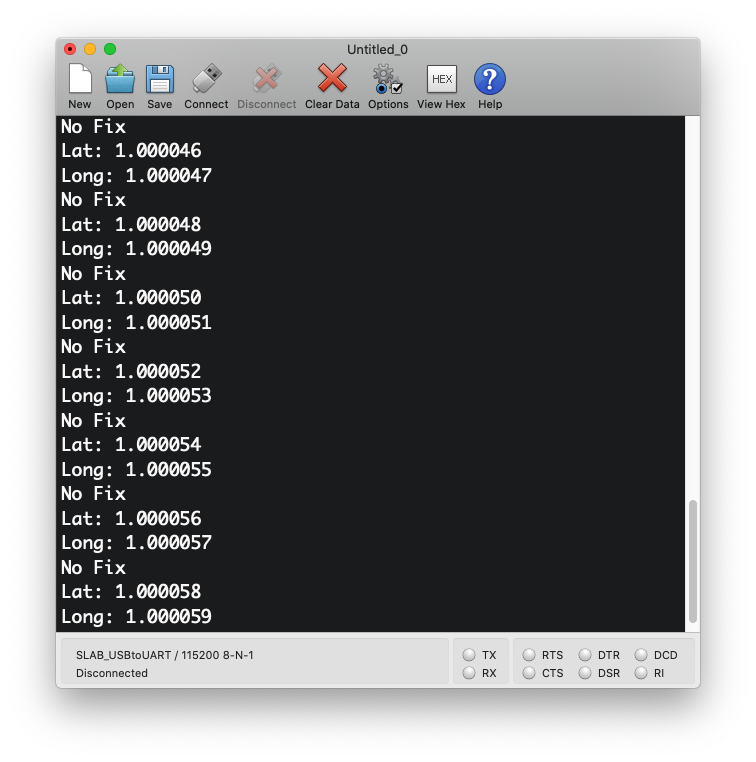 Untitled_0
New Open Save Connect Disconnect Clear Data Options HEX View Hex ? Help
No Fix
Lat: 1.000046
Long: 1.000047
No Fix
Lat: 1.000048
Long: 1.000049
No Fix
Lat: 1.000050
Long: 1.000051
No Fix
Lat: 1.000052
Long: 1.000053
No Fix
Lat: 1.000054
Long: 1.000055
No Fix
Lat: 1.000056
Long: 1.000057
No Fix
Lat: 1.000058
Long: 1.000059
SLAB_USBtoUART / 115200 8-N-1 TX RTS DTR DCD
Disconnected RX CTS DSR RI